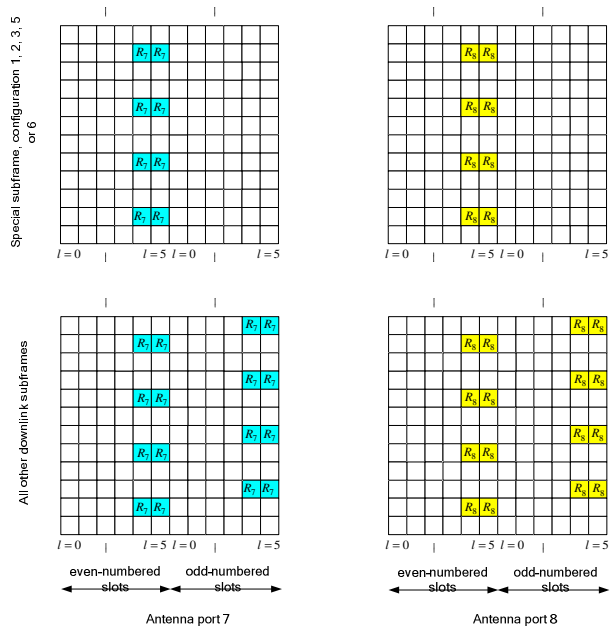 Special subframe, configuration 1, 2, 3, 5
or 6
R7 R7 R8 R8
R7 R7 R8 R8
R7 R7 R8 R8
R7 R7 R8 R8
l = 0 l = 5 l = 0 l = 5 l = 0 l = 5 l = 0 l = 5
All other downlink subframes
R7 R7 R8 R8
R7 R7 R8 R8
R7 R7 R8 R8
R7 R7 R8 R8
R7 R7 R8 R8
R7 R7 R8 R8
R7 R7 R8 R8
R7 R7 R8 R8
l = 0 l = 5 l = 0 l = 5 l = 0 l = 5 l = 0 l = 5
even-numbered odd-numbered even-numbered odd-numbered
slots slots slots slots
Antenna port 7 Antenna port 8